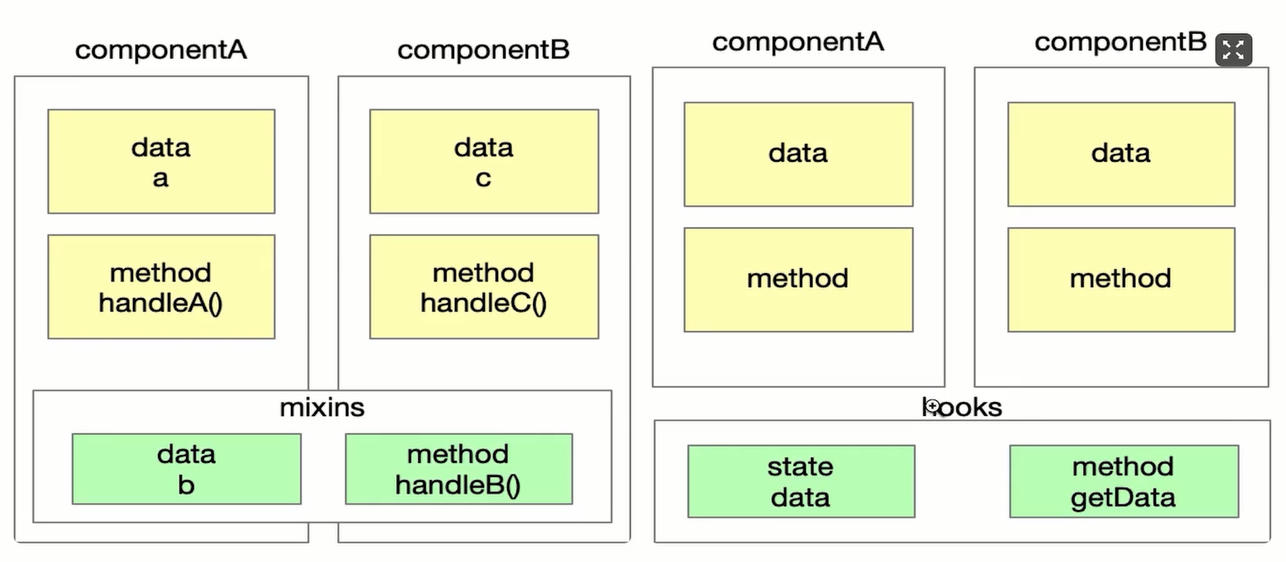 componentA
componentB
data
a
data
c
method
handleA()
method
handleC()
mixins
data
b
method
handleB()
componentA
componentB
data
data
method
method
hooks
state
data
method
getData